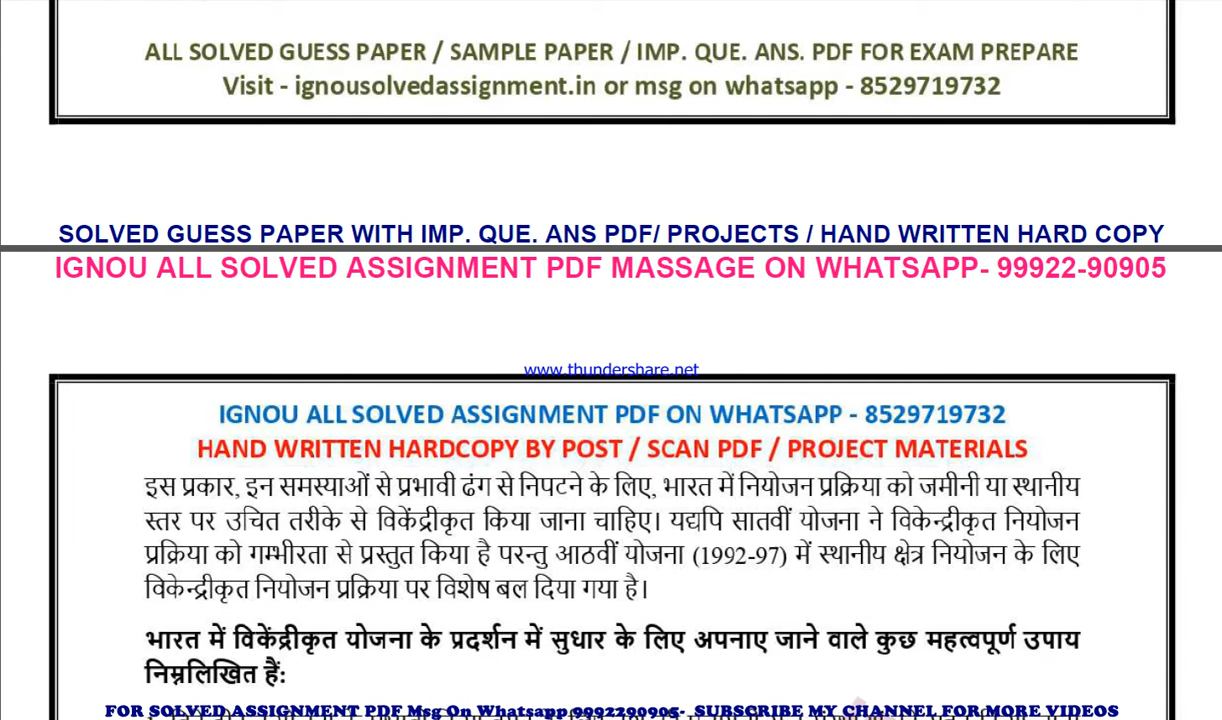 ALL SOLVED GUESS PAPER / SAMPLE PAPER / IMP. QUE. ANS. PDF FOR EXAM PREPARE
Visit - ignousolvedassignment.in or msg on whatsapp - 8529719732
SOLVED GUESS PAPER WITH IMP. QUE. ANS PDF/ PROJECTS / HAND WRITTEN HARD COPY
IGNOU ALL SOLVED ASSIGNMENT PDF MASSAGE ON WHATSAPP- 99922-90905
www.thundershare.net
IGNOU ALL SOLVED ASSIGNMENT PDF ON WHATSAPP - 8529719732
HAND WRITTEN HARDCOPY BY POST / SCAN PDF / PROJECT MATERIALS
इस प्रकार, इन समस्याओं से प्रभावी ढंग से निपटने के लिए, भारत में नियोजन प्रक्रिया को जमीनी या स्थानीय
स्तर पर उचित तरीके से विकेंद्रीकृत किया जाना चाहिए। यद्यपि सातवीं योजना ने विकेन्द्रीकृत नियोजन
प्रक्रिया को गम्भीरता से प्रस्तुत किया है परन्तु आठवीं योजना (1992-97) में स्थानीय क्षेत्र नियोजन के लिए
विकेन्द्रीकृत नियोजन प्रक्रिया पर विशेष बल दिया गया है।
भारत में विकेंद्रीकृत योजना के प्रदर्शन में सुधार के लिए अपनाए जाने वाले कुछ महत्वपूर्ण उपाय
निम्नलिखित हैं:
FOR SOLVED ASSIGNMENT PDF Msg On Whatsapp 9992290905- SUBSCRIBE MY CHANNEL FOR MORE VIDEOS